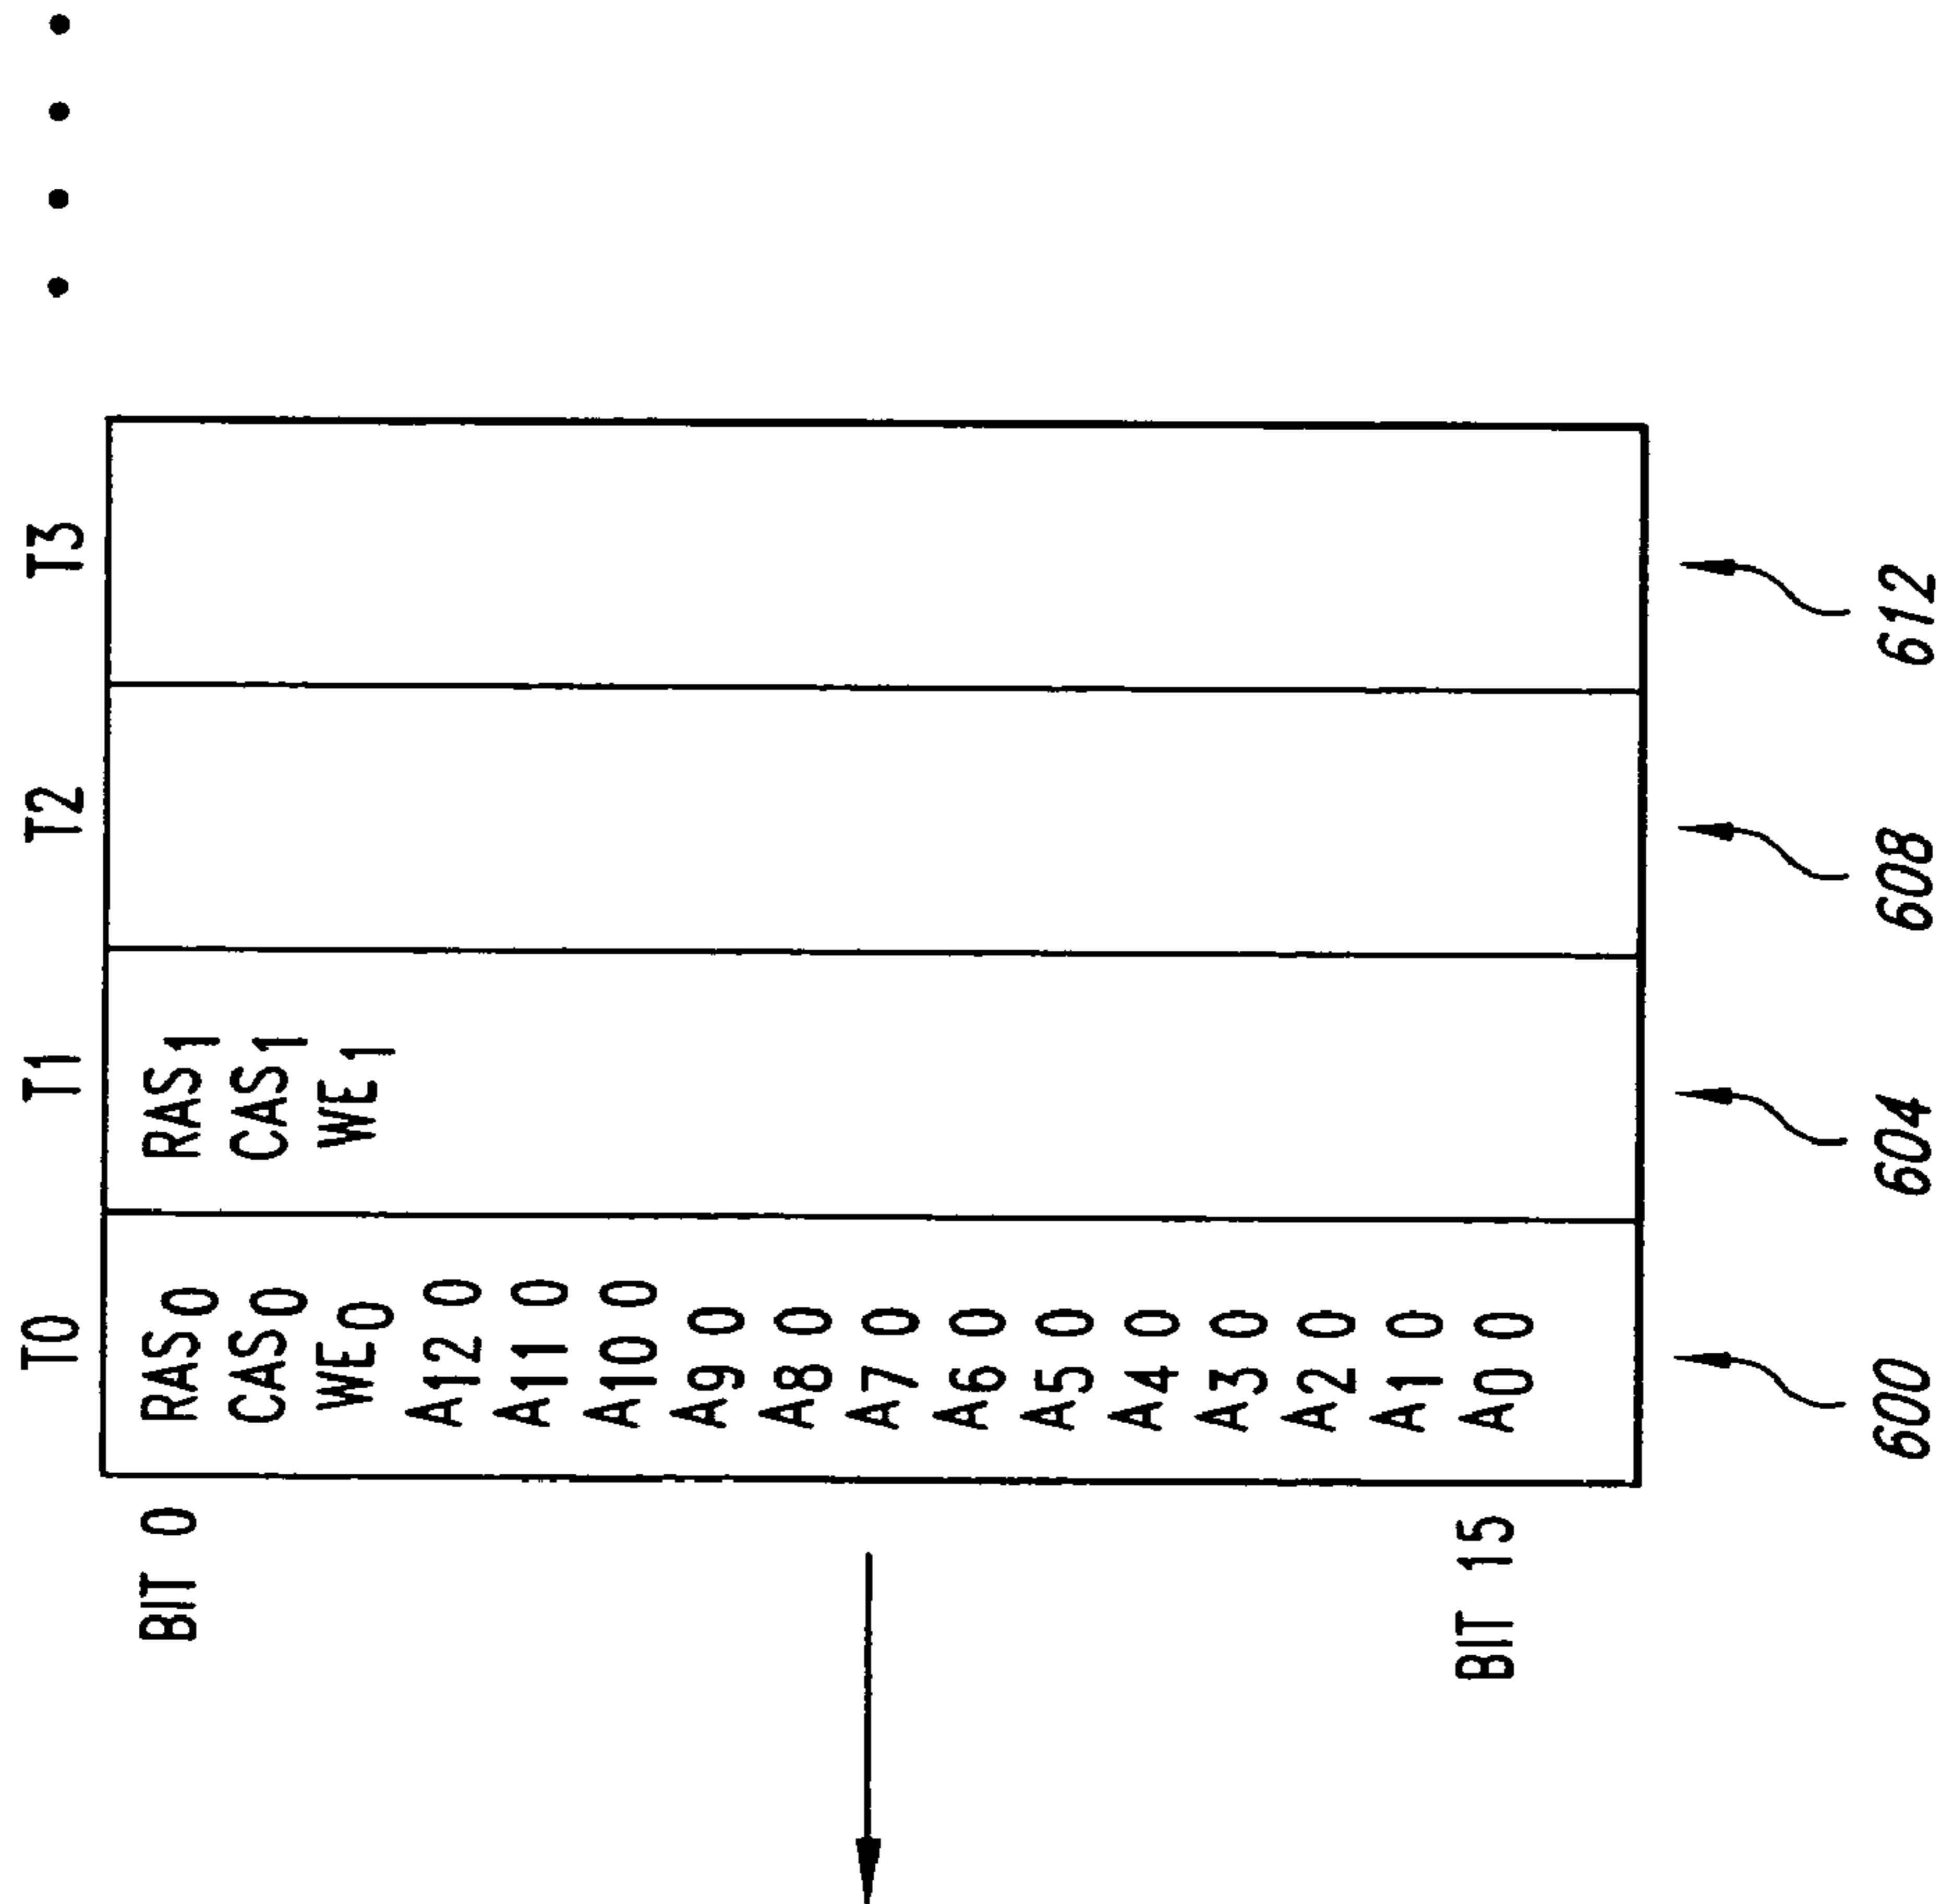 T0 T1 T2 T3 • • • •
BIT 0 RAS₀ RAS₁
CAS₀ CAS₁
WE₀ WE₁
A12 0
A11 0
A10 0
A9 0
A8 0
A7 0
A6 0
A5 0
A4 0
A3 0
A2 0
A1 0
BIT 15 A0 0
600 604 608 612